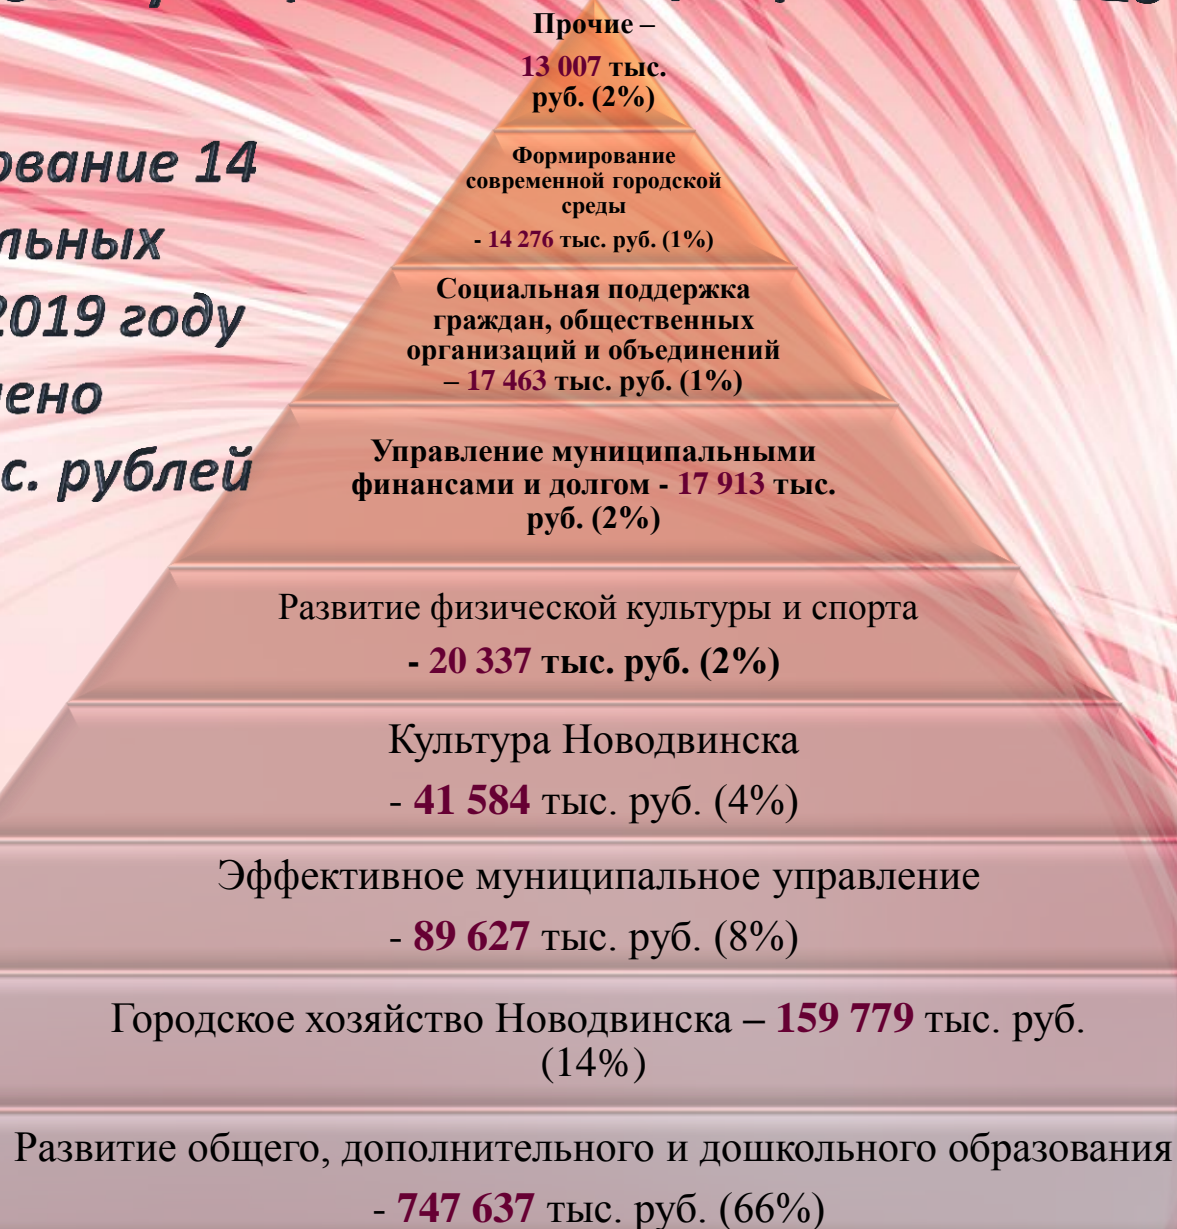 Прочие –
13 007 тыс.
руб. (2%)
Формирование
современной городской
среды
- 14 276 тыс. руб. (1%)
14
2019 году
рублей
Социальная поддержка
граждан, общественных
организаций и объединений
– 17 463 тыс. руб. (1%)
Управление муниципальными
финансами и долгом - 17 913 тыс.
руб. (2%)
Развитие физической культуры и спорта
- 20 337 тыс. руб. (2%)
Культура Новодвинска
- 41 584 тыс. руб. (4%)
Эффективное муниципальное управление
- 89 627 тыс. руб. (8%)
Городское хозяйство Новодвинска – 159 779 тыс. руб.
(14%)
Развитие общего, дополнительного и дошкольного образования
- 747 637 тыс. руб. (66%)